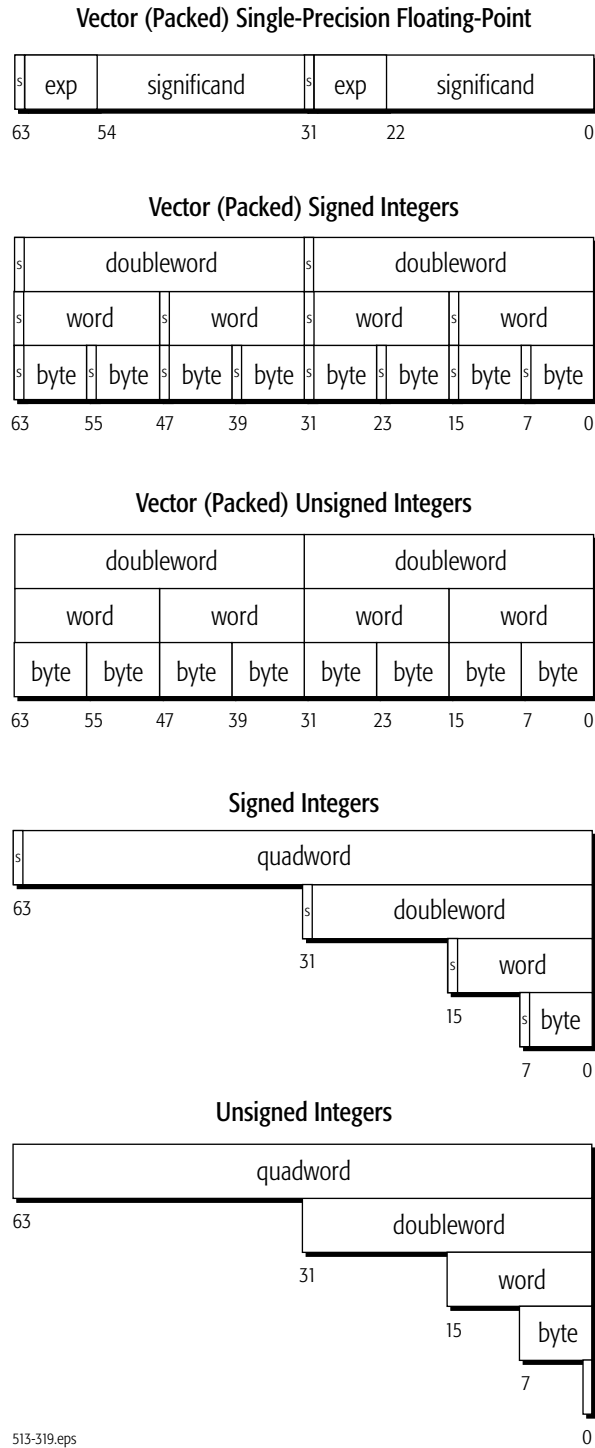 Vector (Packed) Single-Precision Floating-Point
s exp significand s exp significand
63 54 31 22 0
Vector (Packed) Signed Integers
s doubleword s doubleword
s word s word s word s word
s byte s byte s byte s byte s byte s byte s byte s byte
63 55 47 39 31 23 15 7 0
Vector (Packed) Unsigned Integers
doubleword doubleword
word word word word
byte byte byte byte byte byte byte byte
63 55 47 39 31 23 15 7 0
Signed Integers
s quadword
63 s doubleword
31 s word
15 s byte
7 0
Unsigned Integers
quadword
63 doubleword
31 word
15 byte
7
513-319.eps 0